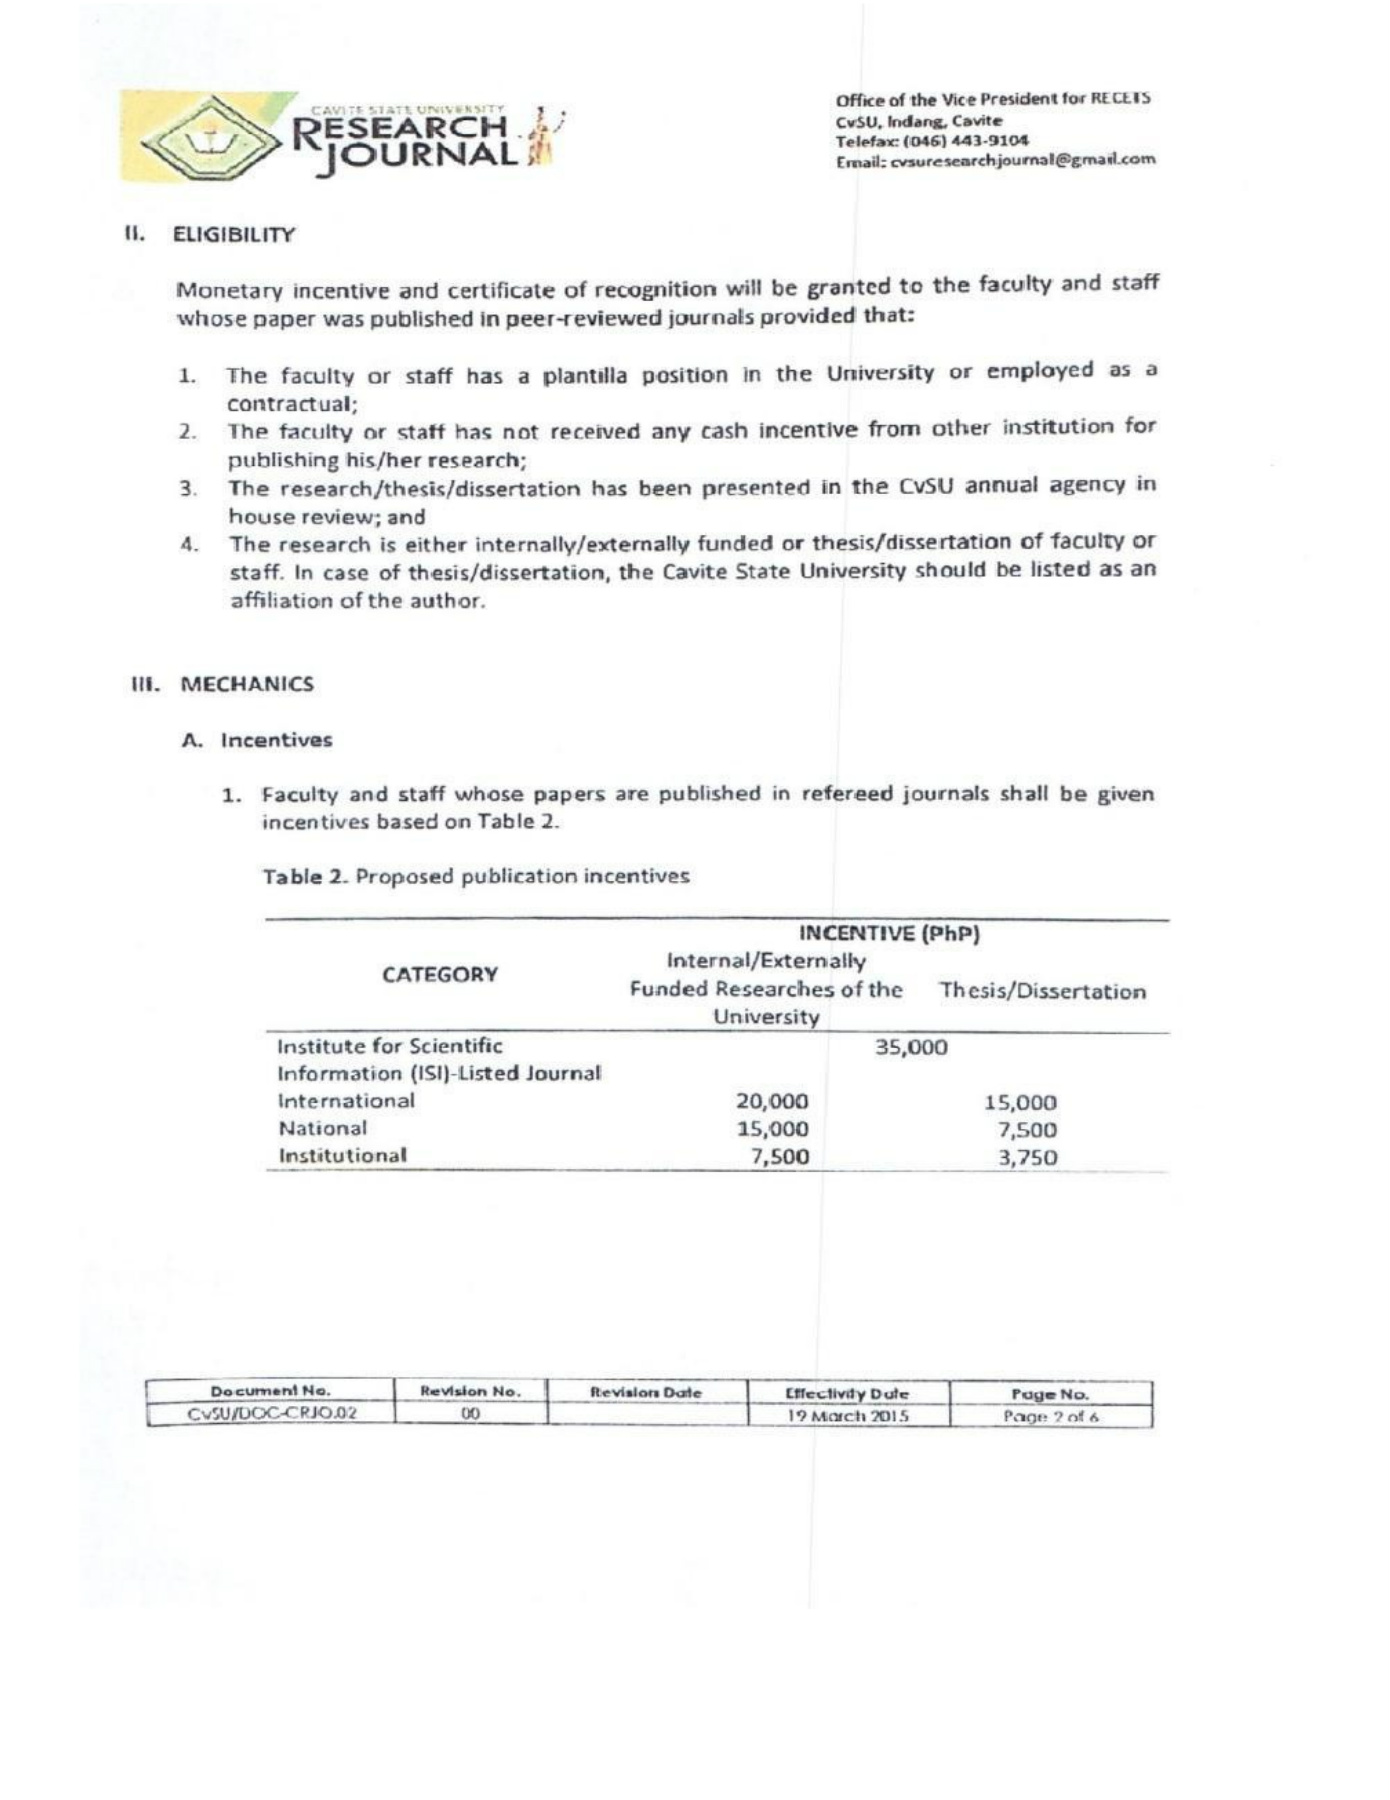 CAVITE STATE UNIVERSITY
RESEARCH
JOURNAL
Office of the Vice President for RECETS
CvSU, Indang, Cavite
Telefax: (046) 443-9104
Email: cvsuresearchjournal@gmail.com
II. ELIGIBILITY
Monetary incentive and certificate of recognition will be granted to the faculty and staff
whose paper was published in peer-reviewed journals provided that:
1. The faculty or staff has a plantilla position in the University or employed as a
contractual;
2. The faculty or staff has not received any cash incentive from other institution for
publishing his/her research;
3. The research/thesis/dissertation has been presented in the CvSU annual agency in
house review; and
4. The research is either internally/externally funded or thesis/dissertation of faculty or
staff. In case of thesis/dissertation, the Cavite State University should be listed as an
affiliation of the author.
III. MECHANICS
A. Incentives
1. Faculty and staff whose papers are published in refereed journals shall be given
incentives based on Table 2.
Table 2. Proposed publication incentives
INCENTIVE (PhP)
CATEGORY
Internal/Externally
Funded Researches of the
University
Thesis/Dissertation
Institute for Scientific 35,000
Information (ISI)-Listed Journal
International 20,000 15,000
National 15,000 7,500
Institutional 7,500 3,750
Document No. Revision No. Revision Date Effectivity Date Page No.
CvSU/DOC-CRJO.02 00 19 March 2015 Page 2 of 6